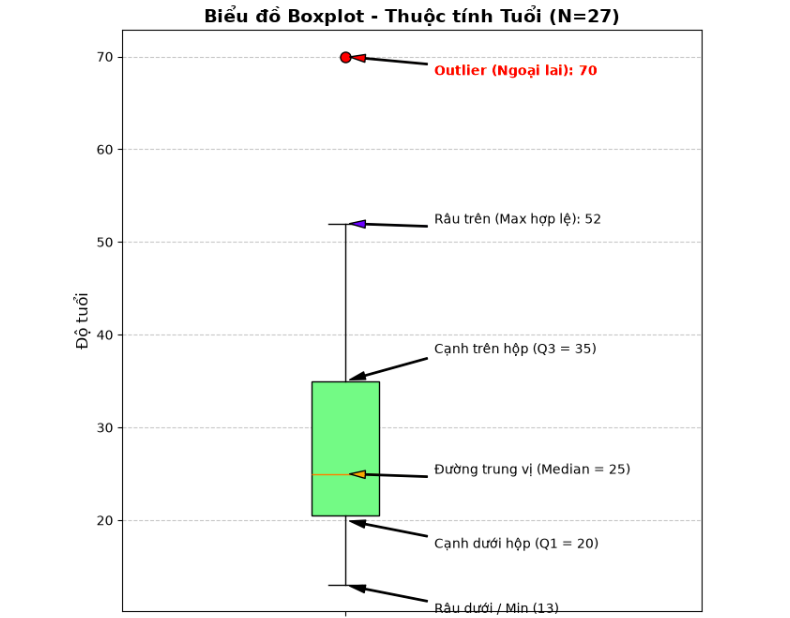 Biểu đồ Boxplot - Thuộc tính Tuổi (N=27)
70
Outlier (Ngoại lai): 70
60
Râu trên (Max hợp lệ): 52
50
Độ tuổi
40
Cạnh trên hộp (Q3 = 35)
30
Đường trung vị (Median = 25)
20
Cạnh dưới hộp (Q1 = 20)
Râu dưới / Min (13)